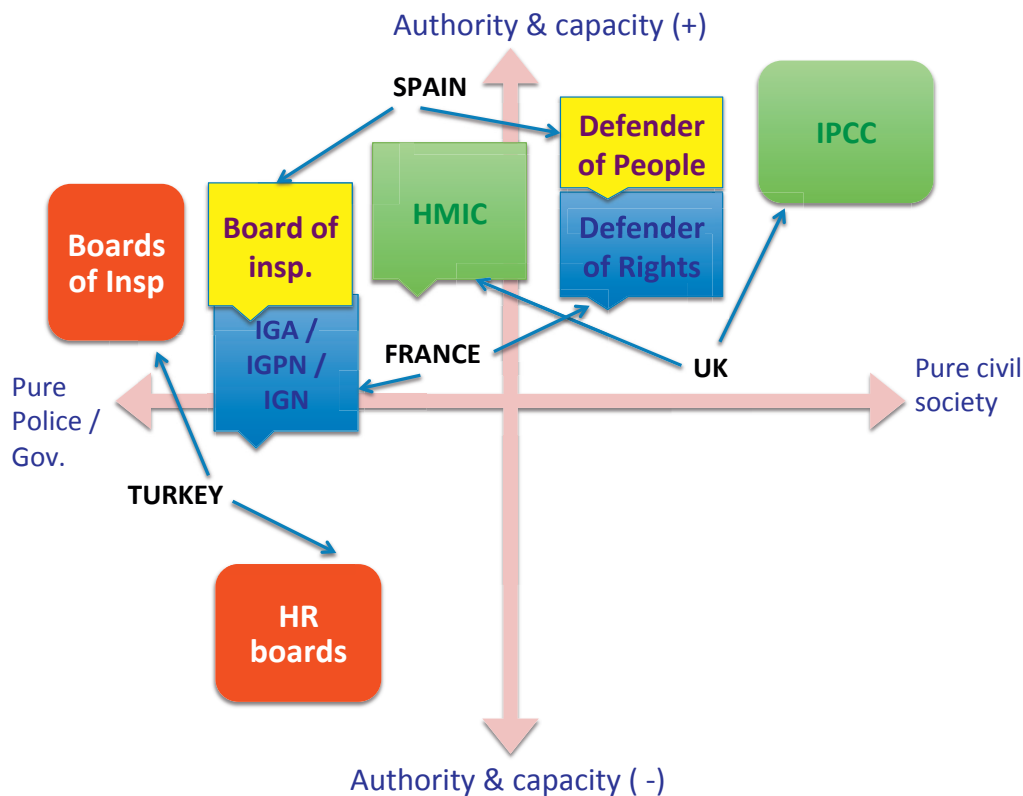 Authority & capacity (+)
SPAIN
Defender
of People
IPCC
HMIC
Boards
of Insp
Board of
insp.
Defender
of Rights
IGA /
IGPN /
IGN
FRANCE
UK
Pure
Police /
Gov.
Pure civil
society
TURKEY
HR
boards
Authority & capacity ( -)